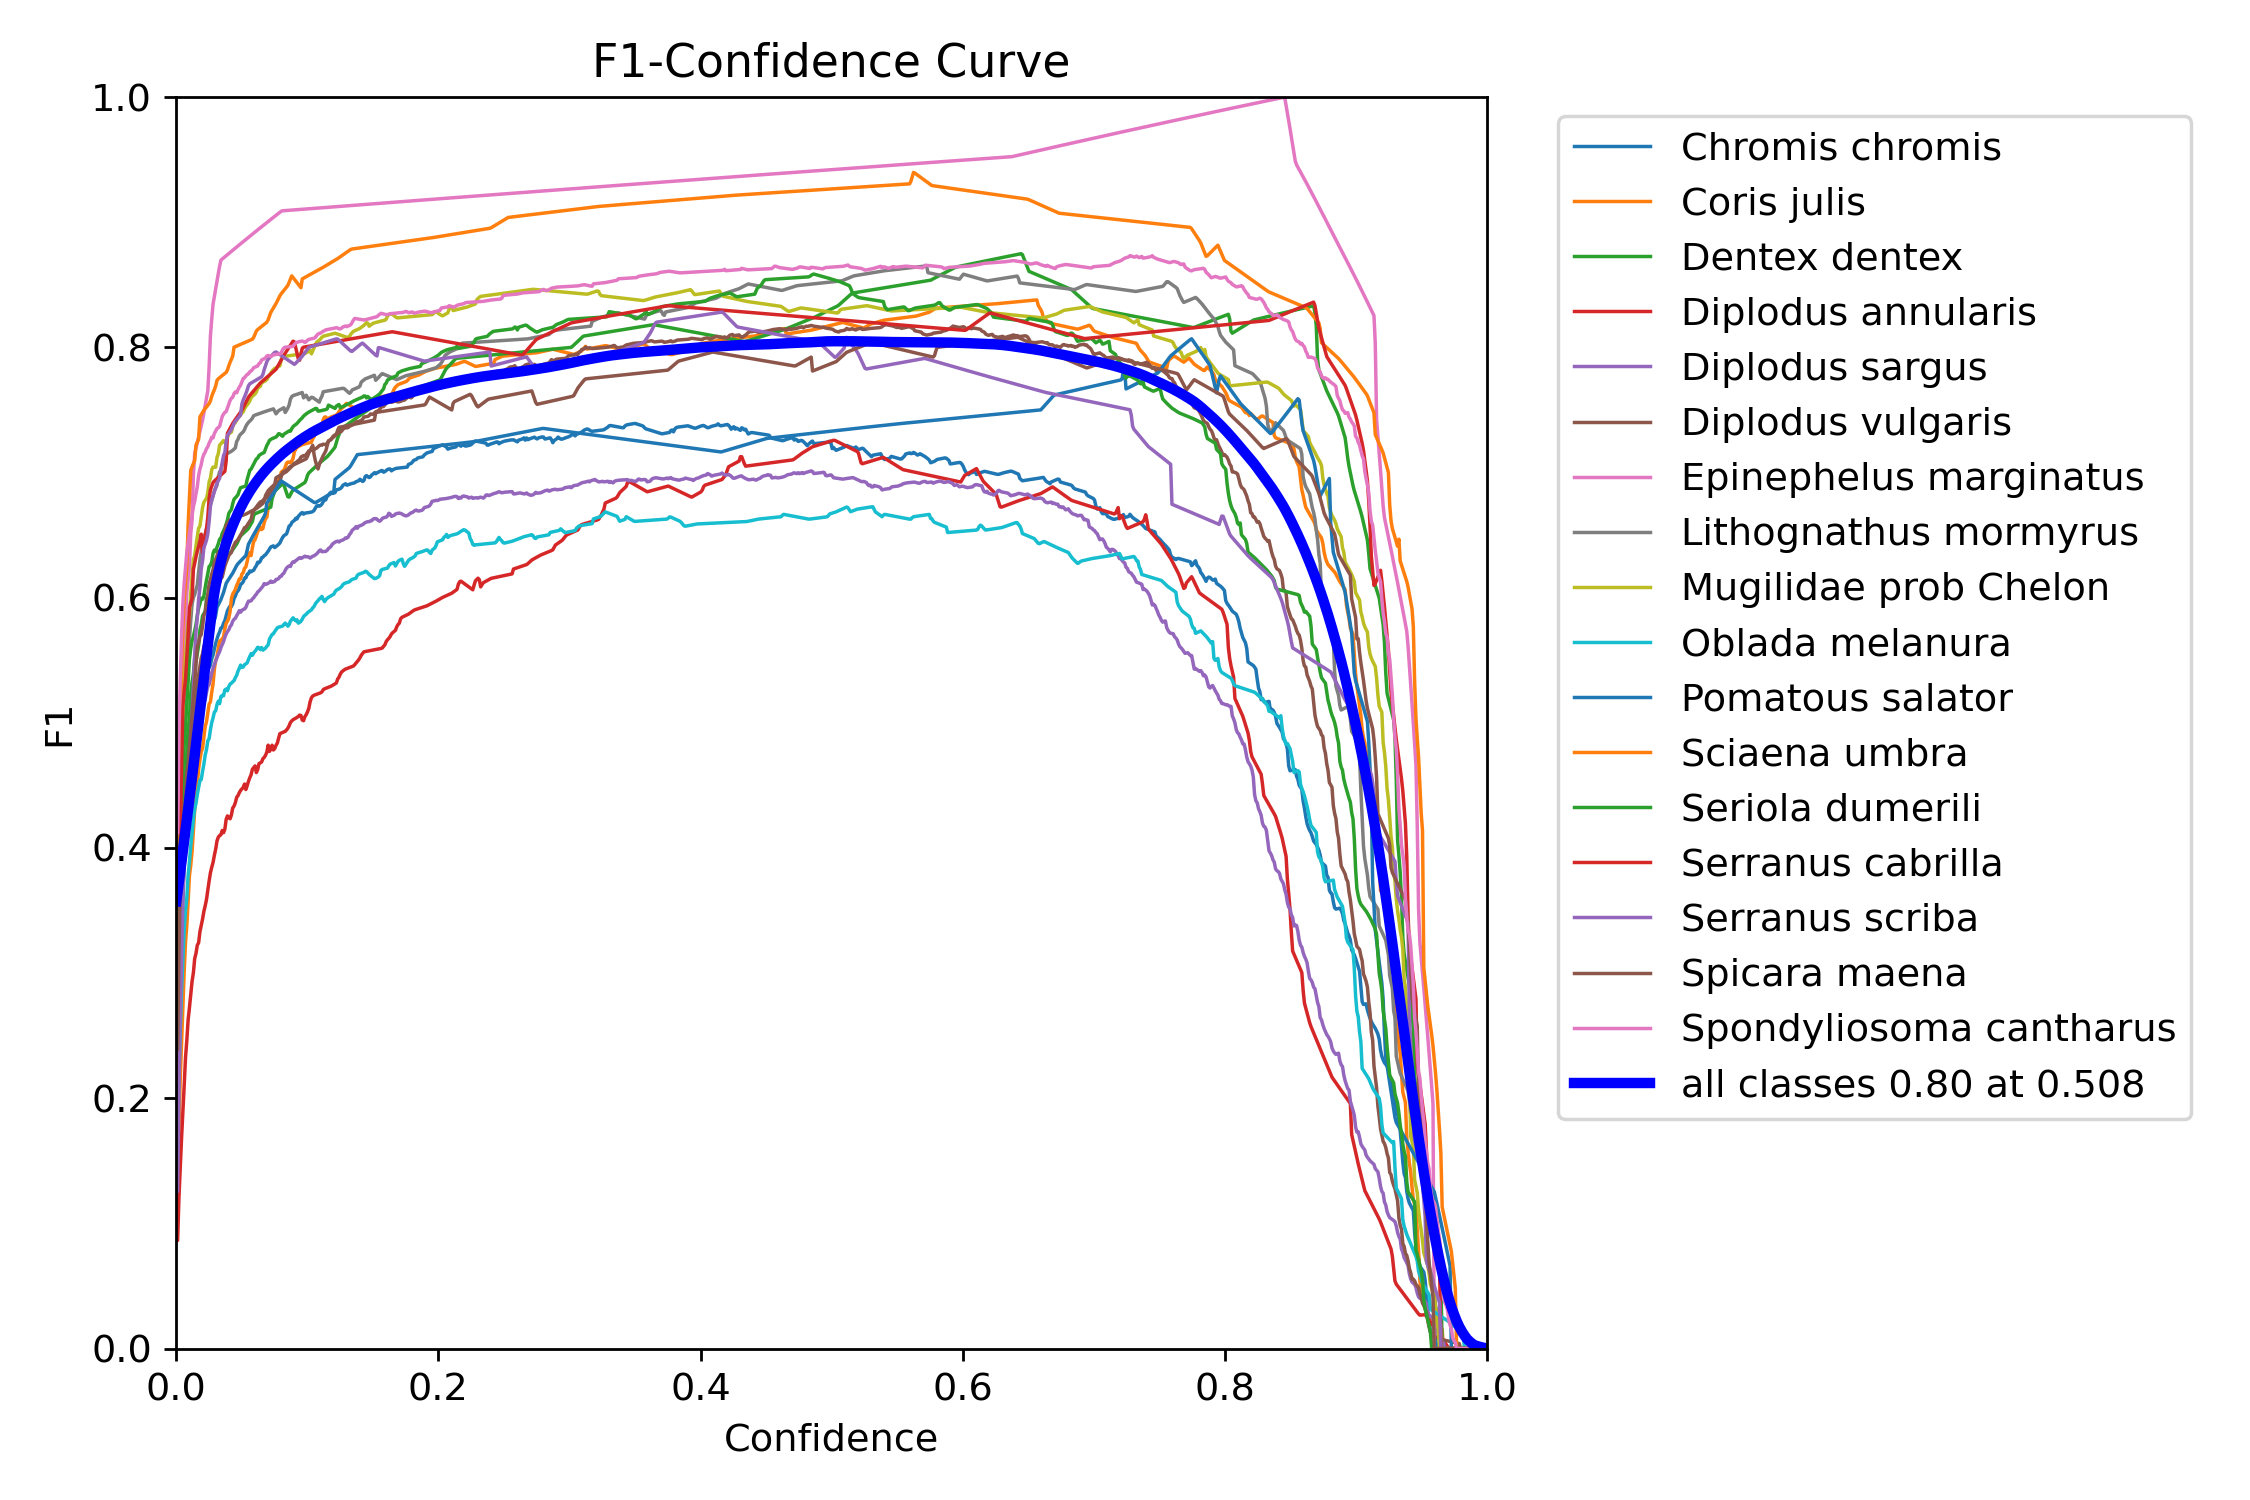 F1-Confidence Curve
1.0
0.8
0.6
0.4
0.2
0.0
F1
0.0 0.2 0.4 0.6 0.8 1.0
Confidence
Chromis chromis
Coris julis
Dentex dentex
Diplodus annularis
Diplodus sargus
Diplodus vulgaris
Epinephelus marginatus
Lithognathus mormyrus
Mugilidae prob Chelon
Oblada melanura
Pomatous salator
Sciaena umbra
Seriola dumerili
Serranus cabrilla
Serranus scriba
Spicara maena
Spondyliosoma cantharus
all classes 0.80 at 0.508